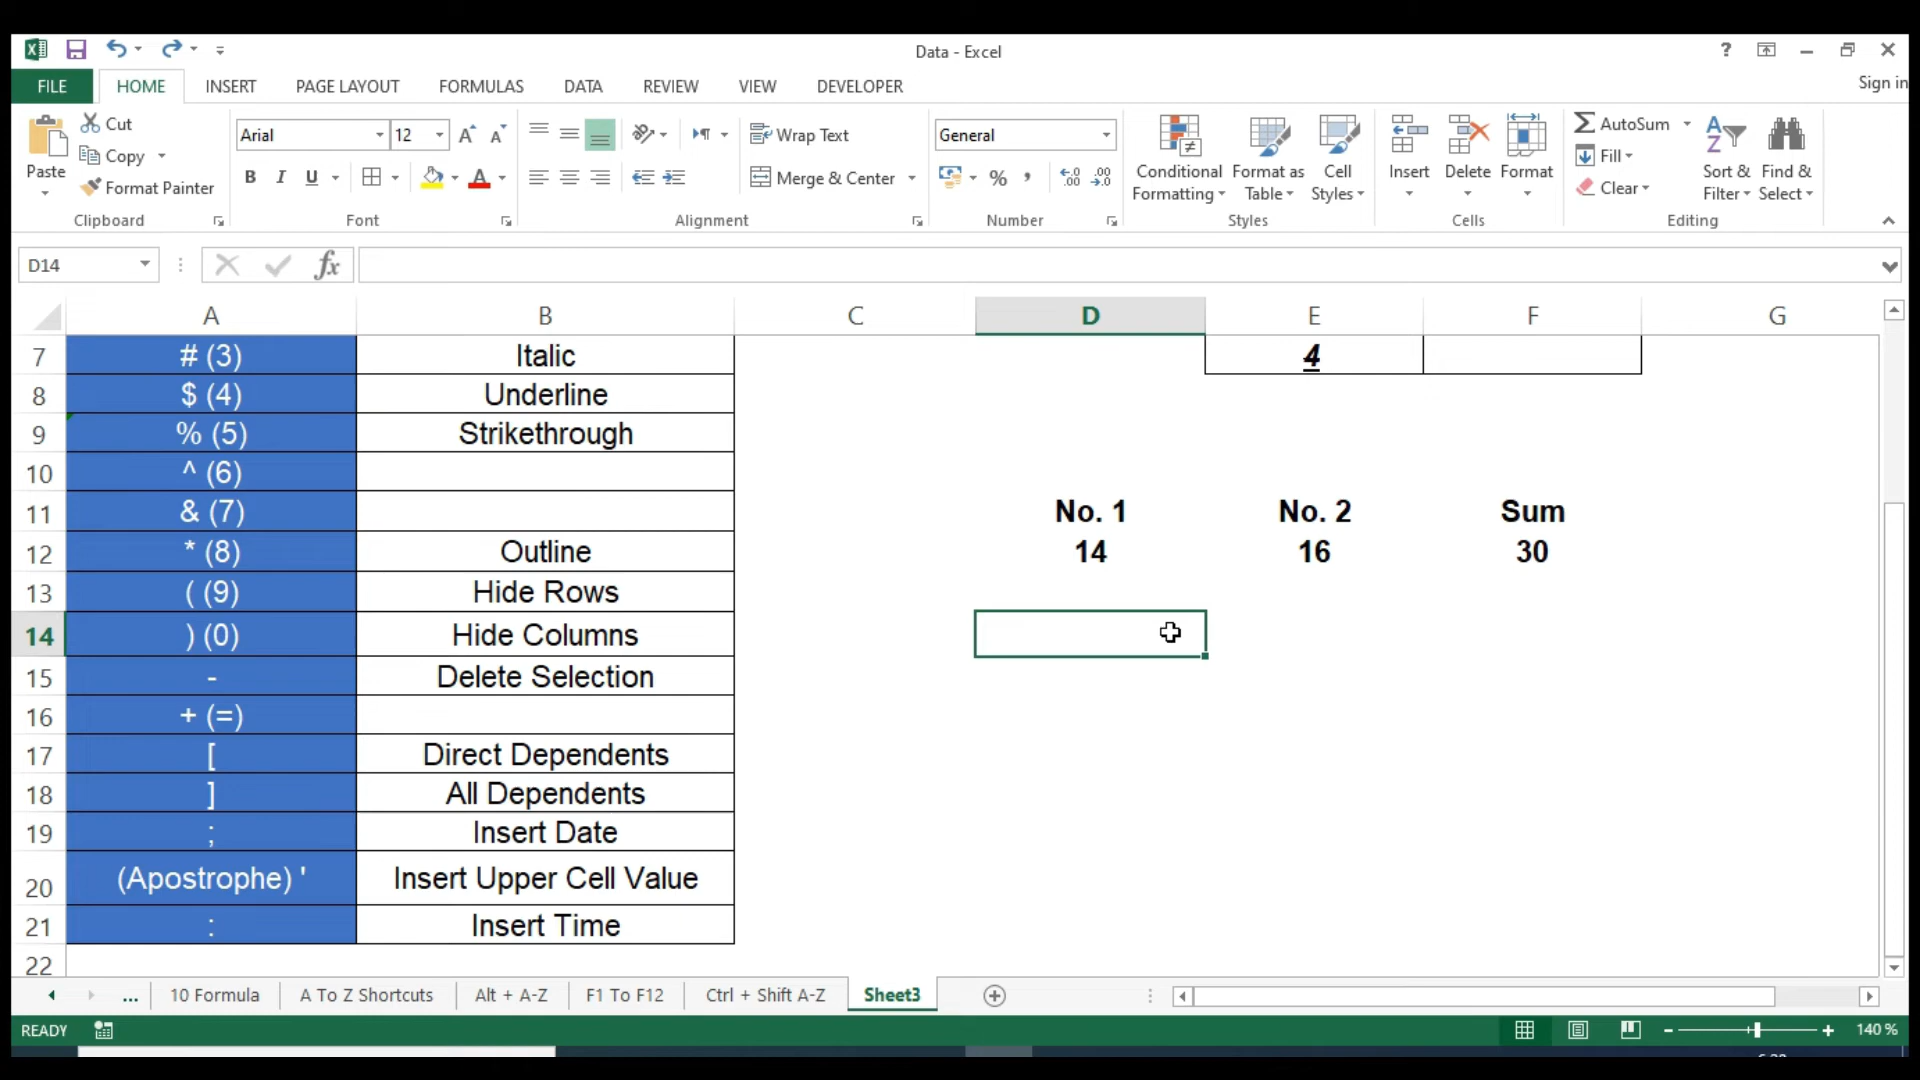 Data - Excel
?
Sign in
FILE HOME INSERT PAGE LAYOUT FORMULAS DATA REVIEW VIEW DEVELOPER
Paste
Cut
Copy
Format Painter
Clipboard
Arial 12
B I U
Font
Wrap Text
Merge & Center
Alignment
General
%
Number
Conditional Formatting
Format as Table
Cell Styles
Styles
Insert Delete Format
Cells
AutoSum
Fill
Clear
Sort & Filter
Find & Select
Editing
D14
fx
A B C D E F G
7 # (3) Italic 4
8 $ (4) Underline
9 % (5) Strikethrough
10 ^ (6)
11 & (7) No. 1 No. 2 Sum
12 * (8) Outline 14 16 30
13 ( (9) Hide Rows
14 ) (0) Hide Columns
15 - Delete Selection
16 + (=)
17 [ Direct Dependents
18 ] All Dependents
19 ; Insert Date
20 (Apostrophe) ' Insert Upper Cell Value
21 : Insert Time
22
... 10 Formula A To Z Shortcuts Alt + A-Z F1 To F12 Ctrl + Shift A-Z Sheet3
READY
140 %